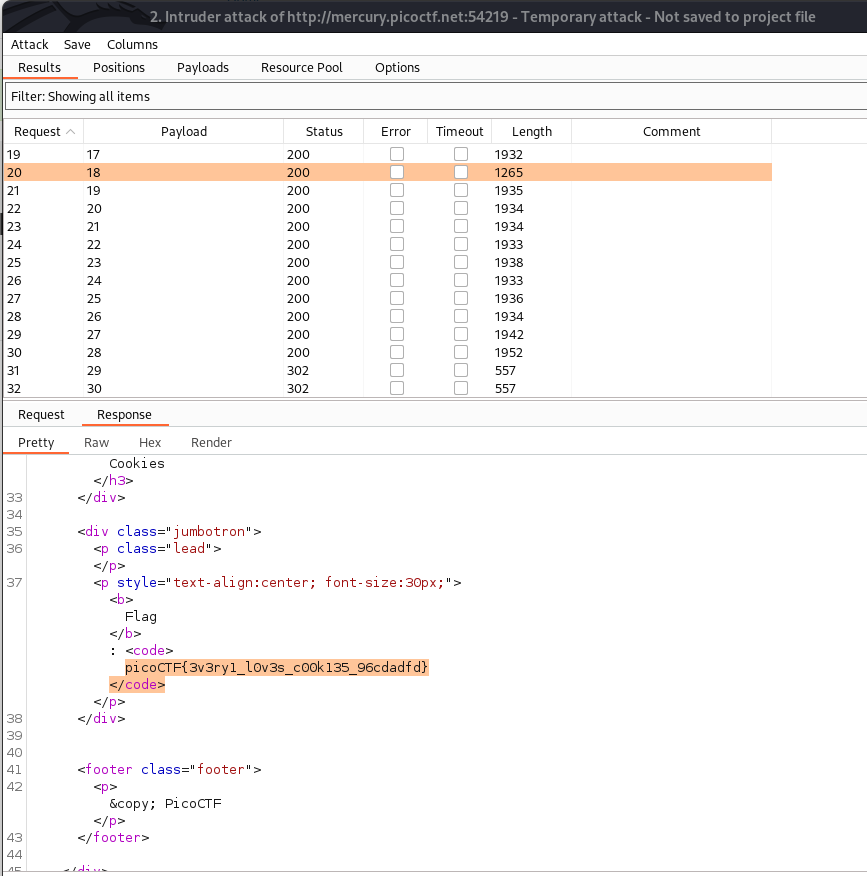 2. Intruder attack of http://mercury.picoctf.net:54219 - Temporary attack - Not saved to project file
Attack Save Columns
Results Positions Payloads Resource Pool Options
Filter: Showing all items
Request Payload Status Error Timeout Length Comment
19 17 200 1932
20 18 200 1265
21 19 200 1935
22 20 200 1934
23 21 200 1934
24 22 200 1933
25 23 200 1938
26 24 200 1933
27 25 200 1936
28 26 200 1934
29 27 200 1942
30 28 200 1952
31 29 302 557
32 30 302 557
Request Response
Pretty Raw Hex Render
Cookies
</h3>
33 </div>
34
35 <div class="jumbotron">
36 <p class="lead">
</p>
37 <p style="text-align:center; font-size:30px;">
<b>
Flag
</b>
: <code>
picoCTF{3v3ry1_l0v3s_c00k135_96cdadfd}
</code>
</p>
38 </div>
39
40
41 <footer class="footer">
42 <p>
&copy; PicoCTF
</p>
43 </footer>
44
45 </div>